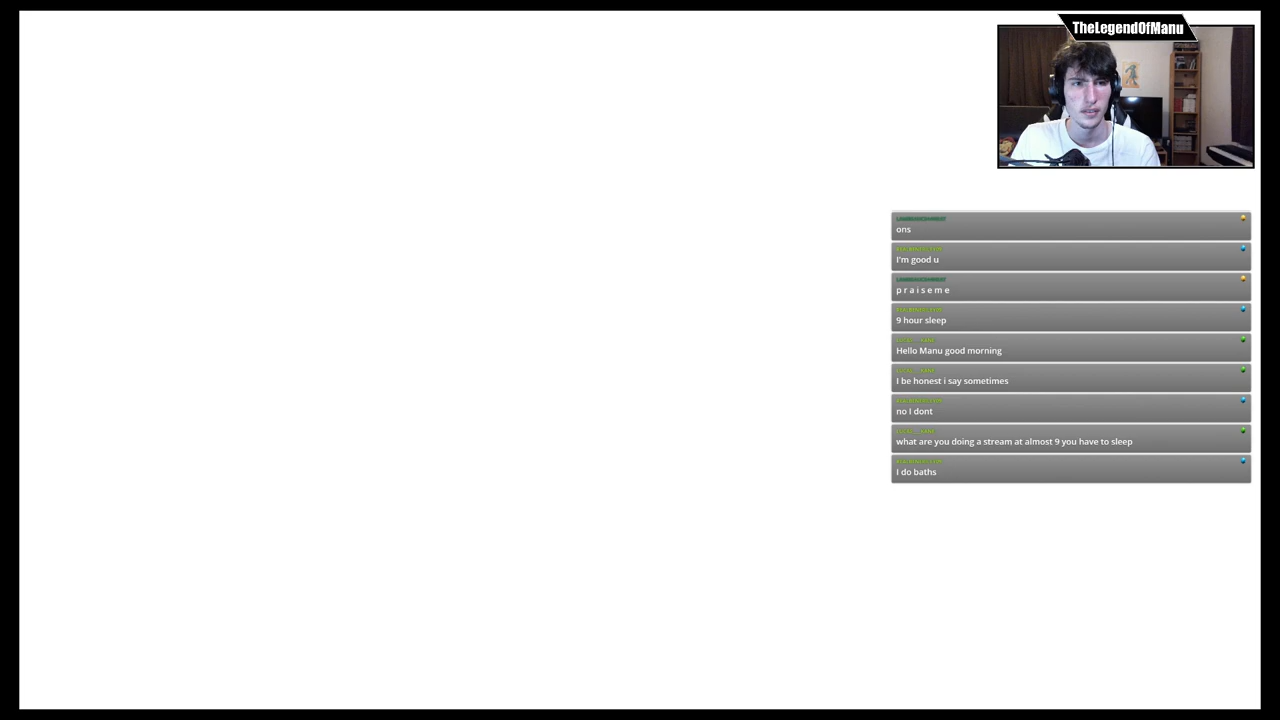 TheLegendOfManu
ons
I'm good u
p r a i s e m e
9 hour sleep
Hello Manu good morning
I be honest i say sometimes
no I dont
what are you doing a stream at almost 9 you have to sleep
I do baths